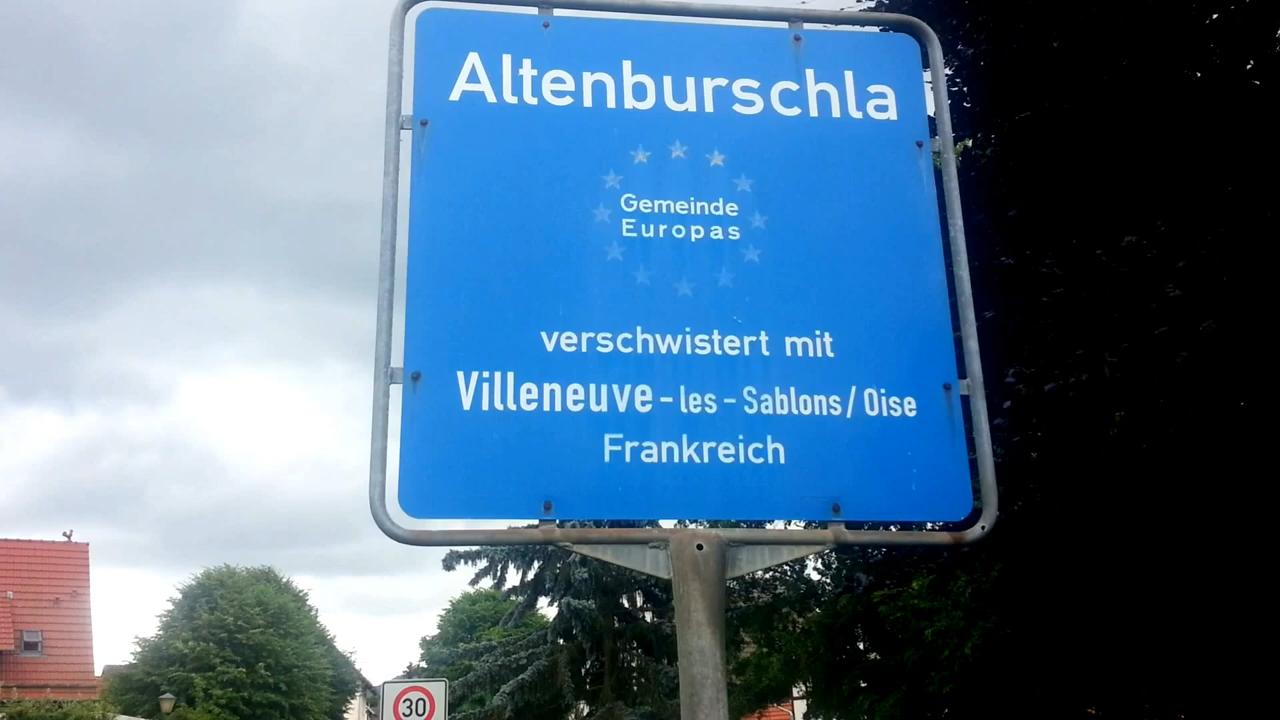 Altenburschla
Gemeinde
Europas
verschwistert mit
Villeneuve - les - Sablons / Oise
Frankreich
30